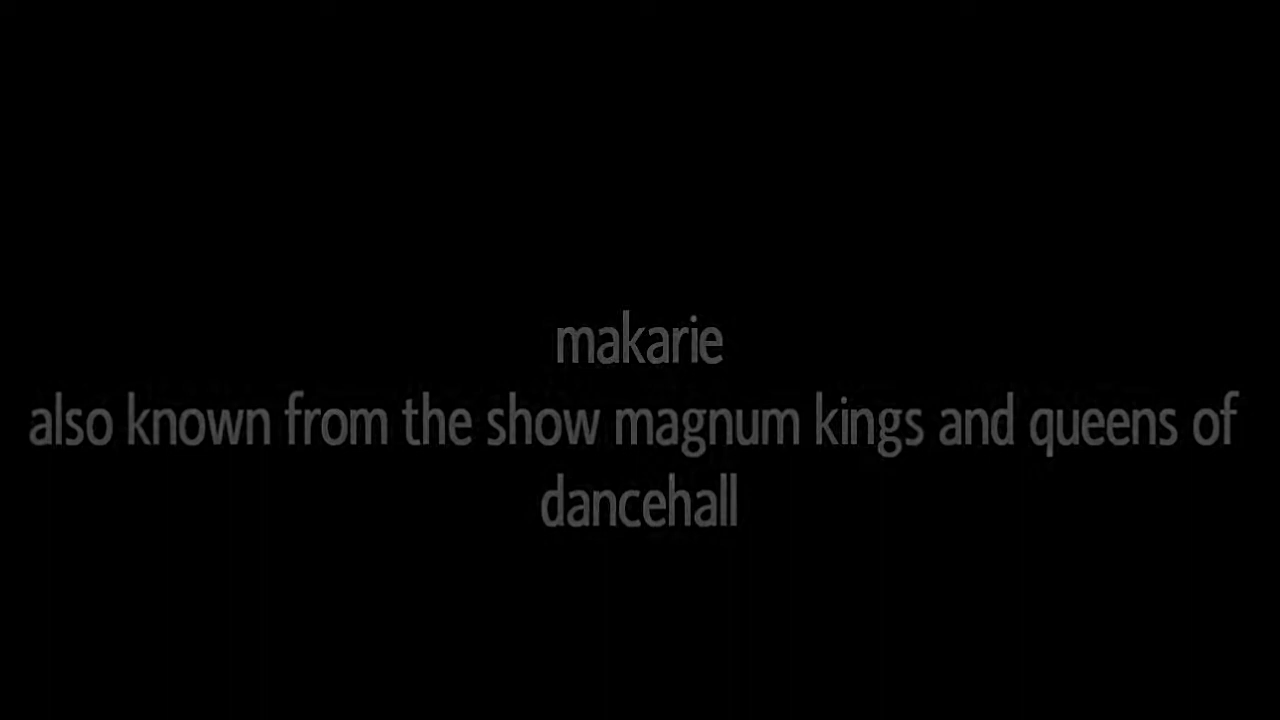 makarie
also known from the show magnum kings and queens of
dancehall